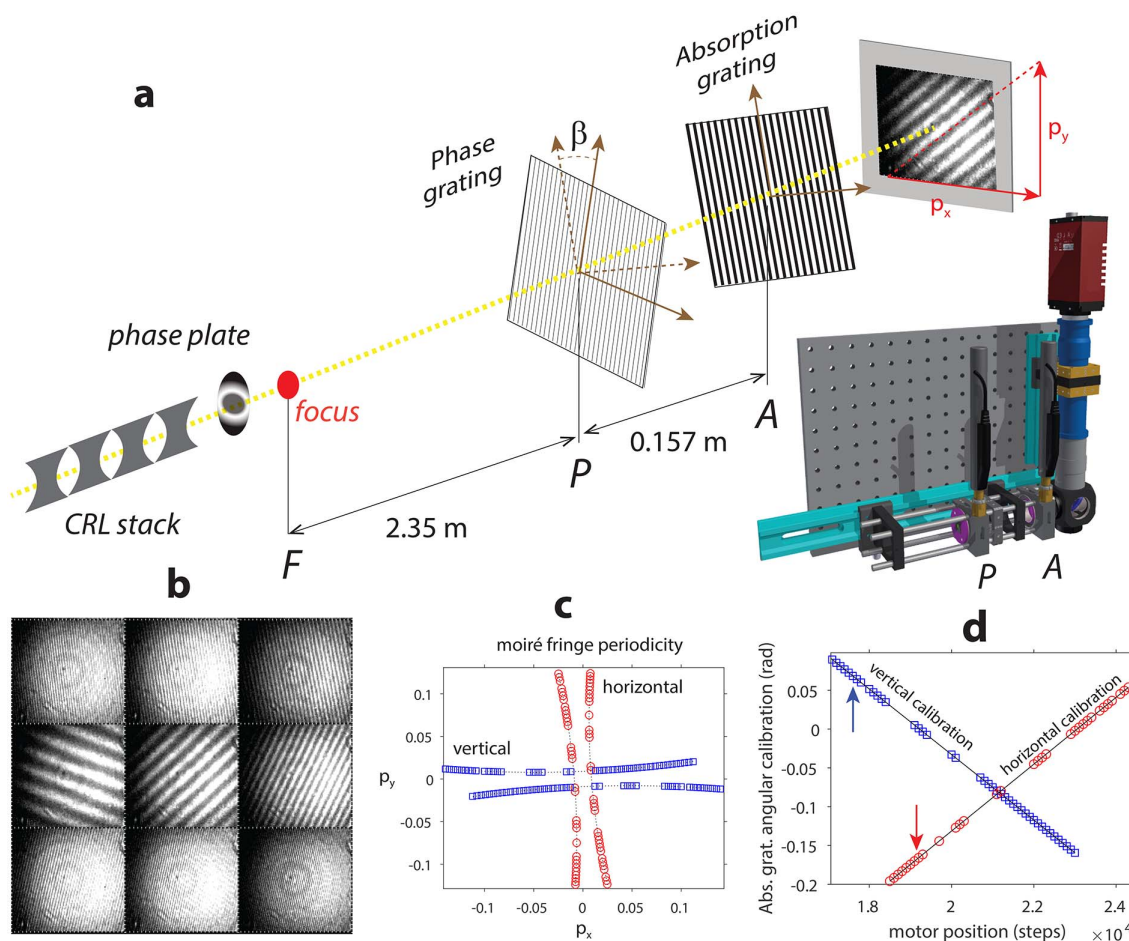 a
Absorption
grating
Phase
grating
β
p_y
p_x
phase plate
focus
CRL stack
F
2.35 m
P
0.157 m
A
P
A
b
c
moiré fringe periodicity
horizontal
vertical
0.1
0.05
0
-0.05
-0.1
p_y
-0.1
-0.05
0
0.05
0.1
p_x
d
vertical calibration
horizontal calibration
0.05
0
-0.05
-0.1
-0.15
-0.2
Abs. grat. angular calibration (rad)
1.8
2
2.2
2.4
motor position (steps)
×10⁴